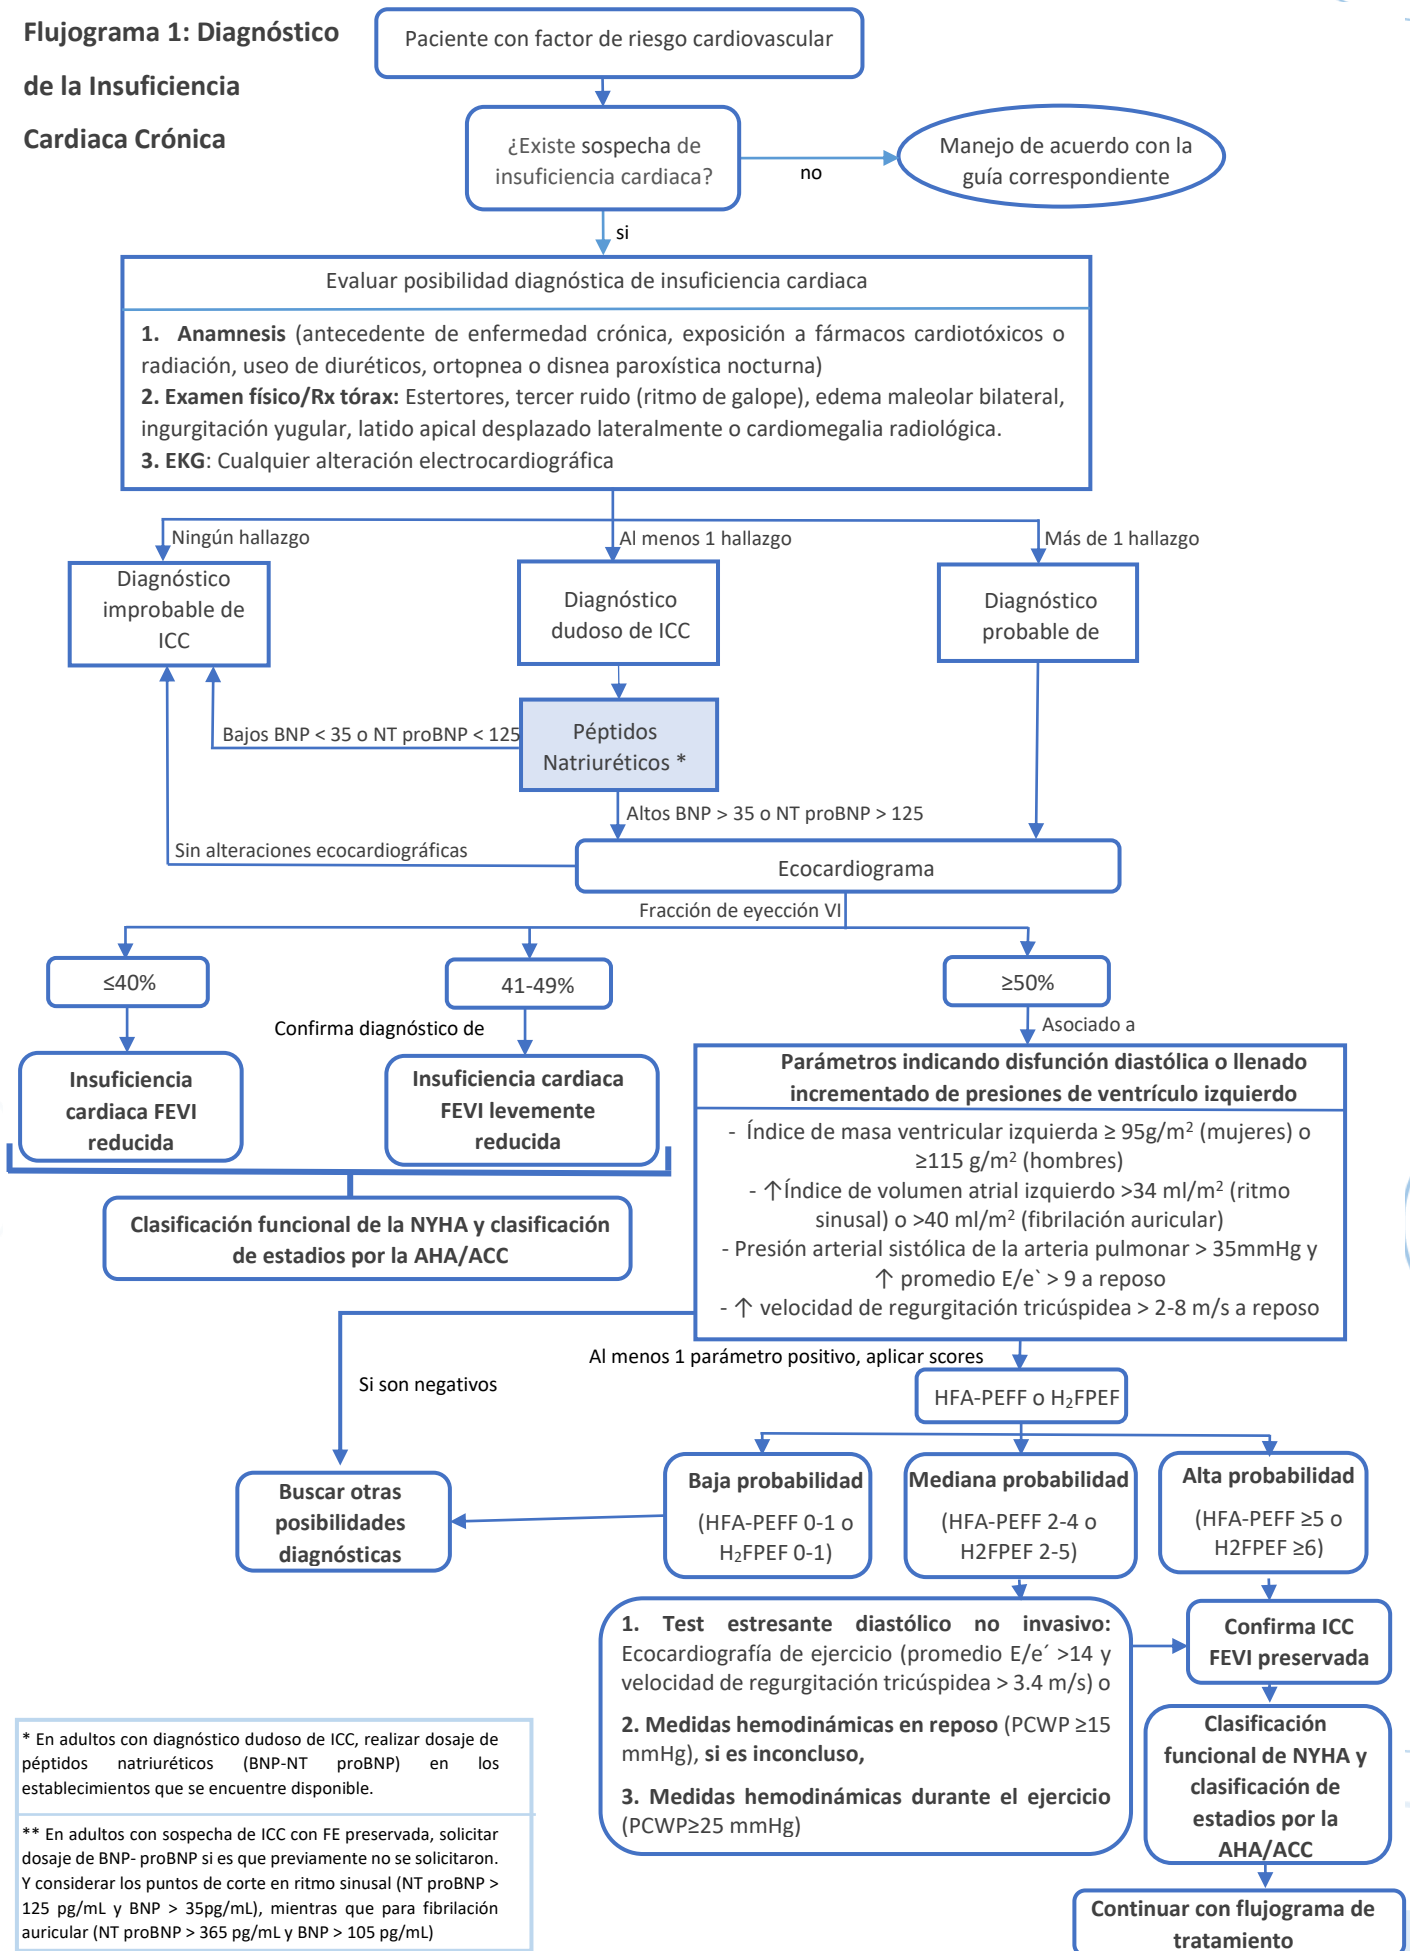 Flujograma 1: Diagnóstico
de la Insuficiencia
Cardiaca Crónica
Paciente con factor de riesgo cardiovascular
¿Existe sospecha de
insuficiencia cardiaca?
no
Manejo de acuerdo con la
guía correspondiente
si
Evaluar posibilidad diagnóstica de insuficiencia cardiaca
1. Anamnesis (antecedente de enfermedad crónica, exposición a fármacos cardiotóxicos o
radiación, useo de diuréticos, ortopnea o disnea paroxística nocturna)
2. Examen físico/Rx tórax: Estertores, tercer ruido (ritmo de galope), edema maleolar bilateral,
ingurgitación yugular, latido apical desplazado lateralmente o cardiomegalia radiológica.
3. EKG: Cualquier alteración electrocardiográfica
Ningún hallazgo
Al menos 1 hallazgo
Más de 1 hallazgo
Diagnóstico
improbable de
ICC
Diagnóstico
dudoso de ICC
Diagnóstico
probable de
Bajos BNP < 35 o NT proBNP < 125
Péptidos
Natriuréticos *
Altos BNP > 35 o NT proBNP > 125
Sin alteraciones ecocardiográficas
Ecocardiograma
Fracción de eyección VI
≤40%
41-49%
≥50%
Confirma diagnóstico de
Asociado a
Insuficiencia
cardiaca FEVI
reducida
Insuficiencia cardiaca
FEVI levemente
reducida
Parámetros indicando disfunción diastólica o llenado
incrementado de presiones de ventrículo izquierdo
- Índice de masa ventricular izquierda ≥ 95g/m² (mujeres) o
≥115 g/m² (hombres)
- ↑Índice de volumen atrial izquierdo >34 ml/m² (ritmo
sinusal) o >40 ml/m² (fibrilación auricular)
- Presión arterial sistólica de la arteria pulmonar > 35mmHg y
↑ promedio E/e` > 9 a reposo
- ↑ velocidad de regurgitación tricúspidea > 2-8 m/s a reposo
Clasificación funcional de la NYHA y clasificación
de estadios por la AHA/ACC
Al menos 1 parámetro positivo, aplicar scores
Si son negativos
HFA-PEFF o H₂FPEF
Buscar otras
posibilidades
diagnósticas
Baja probabilidad
(HFA-PEFF 0-1 o
H₂FPEF 0-1)
Mediana probabilidad
(HFA-PEFF 2-4 o
H2FPEF 2-5)
Alta probabilidad
(HFA-PEFF ≥5 o
H2FPEF ≥6)
1. Test estresante diastólico no invasivo:
Ecocardiografía de ejercicio (promedio E/e´ >14 y
velocidad de regurgitación tricúspidea > 3.4 m/s) o
2. Medidas hemodinámicas en reposo (PCWP ≥15
mmHg), si es inconcluso,
3. Medidas hemodinámicas durante el ejercicio
(PCWP≥25 mmHg)
Confirma ICC
FEVI preservada
Clasificación
funcional de NYHA y
clasificación de
estadios por la
AHA/ACC
Continuar con flujograma de
tratamiento
* En adultos con diagnóstico dudoso de ICC, realizar dosaje de
péptidos natriuréticos (BNP-NT proBNP) en los
establecimientos que se encuentre disponible.
** En adultos con sospecha de ICC con FE preservada, solicitar
dosaje de BNP- proBNP si es que previamente no se solicitaron.
Y considerar los puntos de corte en ritmo sinusal (NT proBNP >
125 pg/mL y BNP > 35pg/mL), mientras que para fibrilación
auricular (NT proBNP > 365 pg/mL y BNP > 105 pg/mL)